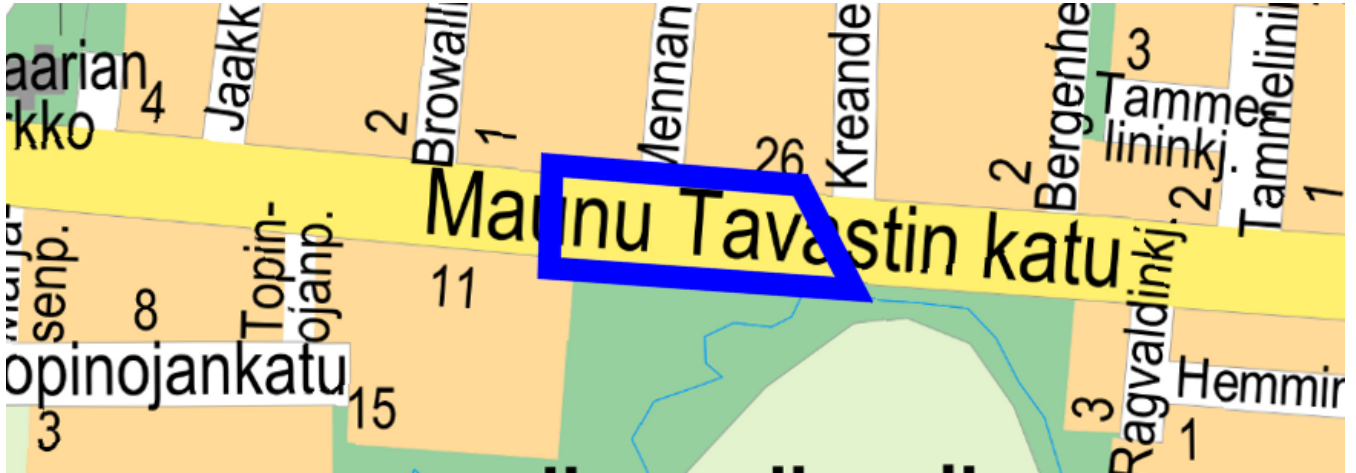 aarian
rkko
4
Jaakk
2
Browalli
1
Mennan
26
Kreande
2
Bergenhe
3
Tamme-
lininkj.
2
Tammelinin
1
Maunu Tavastin katu
senp.
8
Topin-
ojanp.
11
opinojankatu
3
15
Ragvaldinkj.
3
Hemmin
1